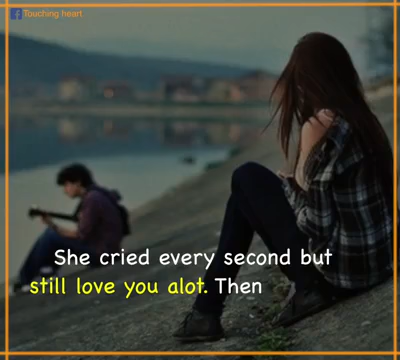 Touching heart.
She cried every second but
still love you alot. Then